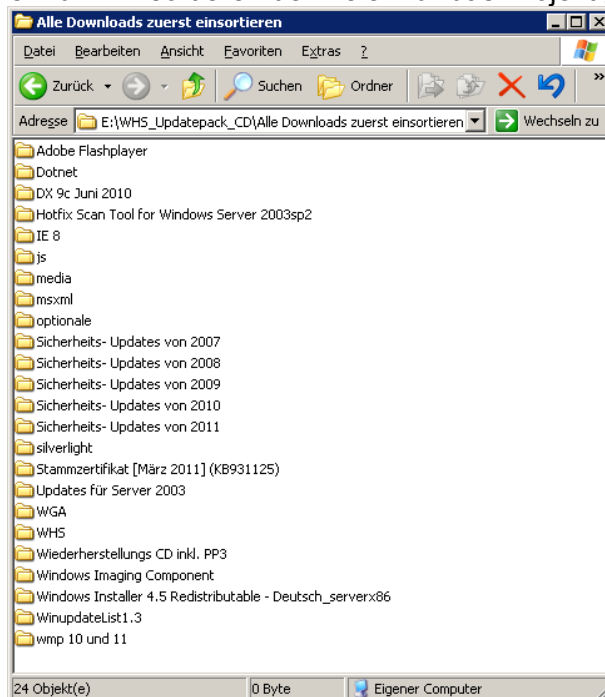 Alle Downloads zuerst einsortieren
Datei Bearbeiten Ansicht Favoriten Extras ?
Zurück Suchen Ordner »
Adresse E:\WHS_Updatepack_CD\Alle Downloads zuerst einsortieren Wechseln zu
Adobe Flashplayer
Dotnet
DX 9c Juni 2010
Hotfix Scan Tool for Windows Server 2003sp2
IE 8
js
media
msxml
optionale
Sicherheits- Updates von 2007
Sicherheits- Updates von 2008
Sicherheits- Updates von 2009
Sicherheits- Updates von 2010
Sicherheits- Updates von 2011
silverlight
Stammzertifikat [März 2011] (KB931125)
Updates für Server 2003
WGA
WHS
Wiederherstellungs CD inkl. PP3
Windows Imaging Component
Windows Installer 4.5 Redistributable - Deutsch_serverx86
WinupdateList1.3
wmp 10 und 11
24 Objekt(e) 0 Byte Eigener Computer